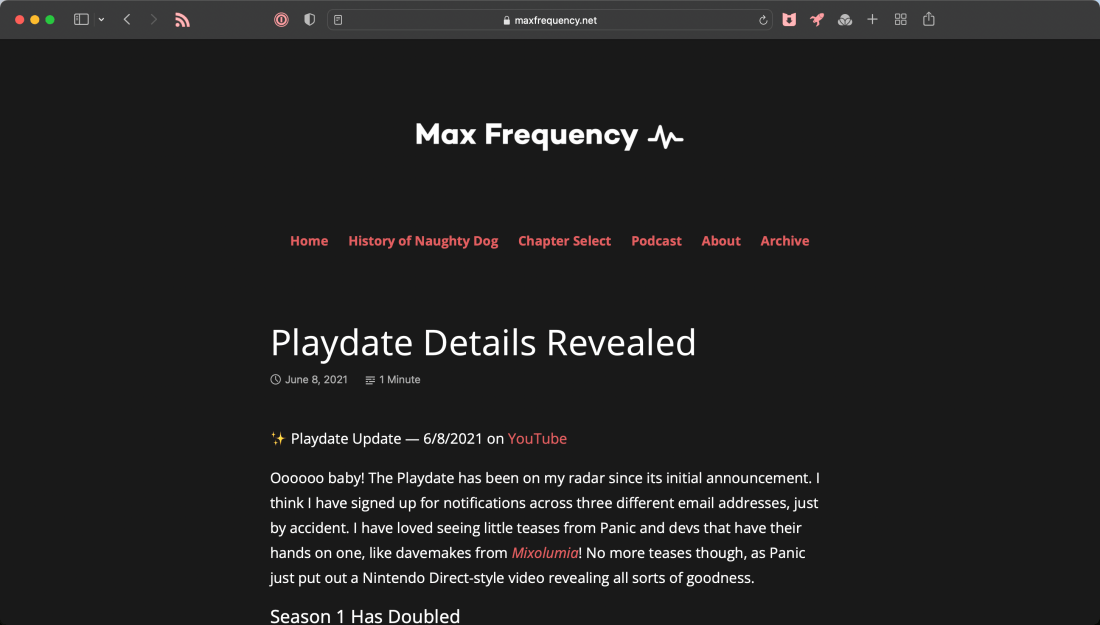 maxfrequency.net
Max Frequency
Home History of Naughty Dog Chapter Select Podcast About Archive
Playdate Details Revealed
June 8, 2021 1 Minute
✨ Playdate Update — 6/8/2021 on YouTube
Oooooo baby! The Playdate has been on my radar since its initial announcement. I
think I have signed up for notifications across three different email addresses, just
by accident. I have loved seeing little teases from Panic and devs that have their
hands on one, like davemakes from Mixolumia! No more teases though, as Panic
just put out a Nintendo Direct-style video revealing all sorts of goodness.
Season 1 Has Doubled